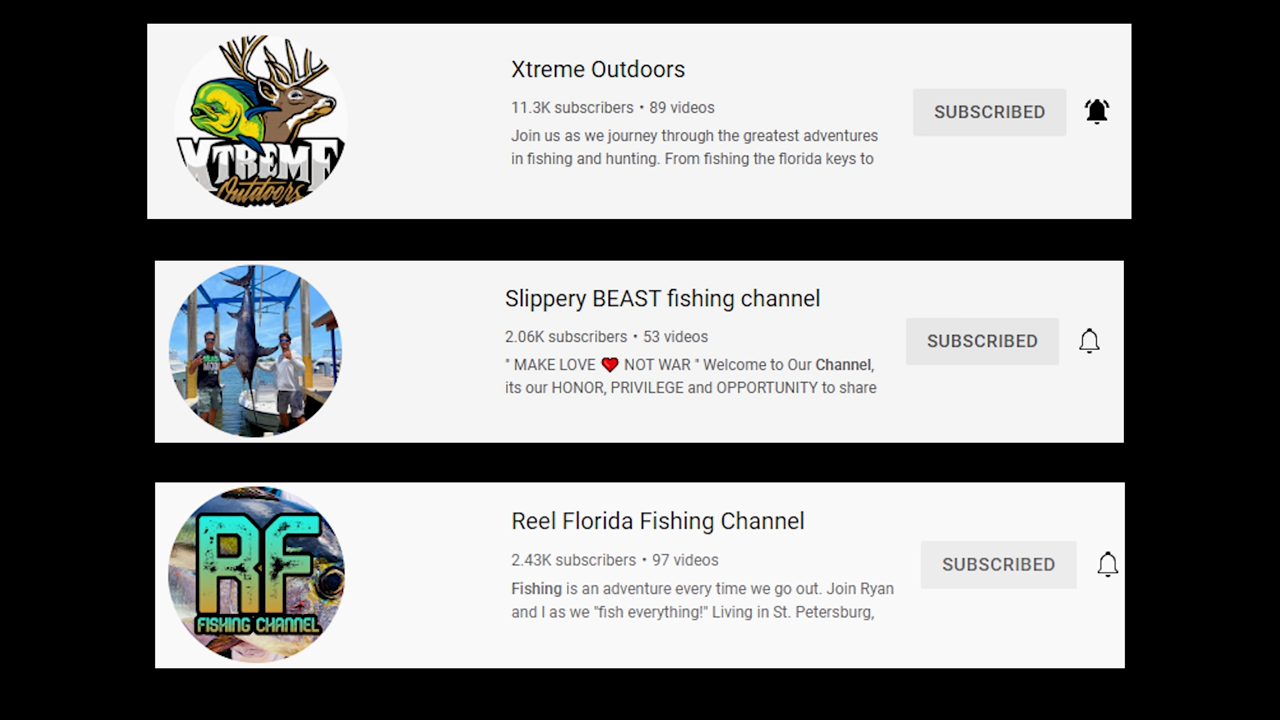 Xtreme Outdoors
11.3K subscribers • 89 videos
SUBSCRIBED
Join us as we journey through the greatest adventures
in fishing and hunting. From fishing the florida keys to
XTREME
Outdoors
Slippery BEAST fishing channel
2.06K subscribers • 53 videos
SUBSCRIBED
" MAKE LOVE ❤ NOT WAR " Welcome to Our Channel,
its our HONOR, PRIVILEGE and OPPORTUNITY to share
Reel Florida Fishing Channel
2.43K subscribers • 97 videos
SUBSCRIBED
Fishing is an adventure every time we go out. Join Ryan
and I as we "fish everything!" Living in St. Petersburg,
RF
FISHING CHANNEL